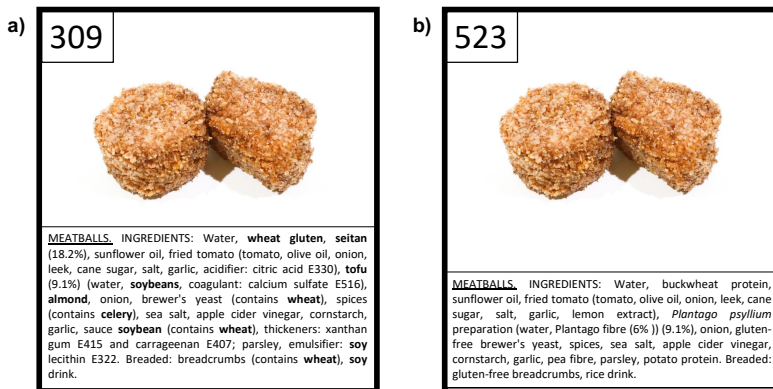 a)
309
MEATBALLS. INGREDIENTS: Water, wheat gluten, seitan
(18.2%), sunflower oil, fried tomato (tomato, olive oil, onion,
leek, cane sugar, salt, garlic, acidifier: citric acid E330), tofu
(9.1%) (water, soybeans, coagulant: calcium sulfate E516),
almond, onion, brewer's yeast (contains wheat), spices
(contains celery), sea salt, apple cider vinegar, cornstarch,
garlic, sauce soybean (contains wheat), thickeners: xanthan
gum E415 and carrageenan E407; parsley, emulsifier: soy
lecithin E322. Breaded: breadcrumbs (contains wheat), soy
drink.
b)
523
MEATBALLS. INGREDIENTS: Water, buckwheat protein,
sunflower oil, fried tomato (tomato, olive oil, onion, leek, cane
sugar, salt, garlic, lemon extract), Plantago psyllium
preparation (water, Plantago fibre (6% )) (9.1%), onion, gluten-
free brewer's yeast, spices, sea salt, apple cider vinegar,
cornstarch, garlic, pea fibre, parsley, potato protein. Breaded:
gluten-free breadcrumbs, rice drink.